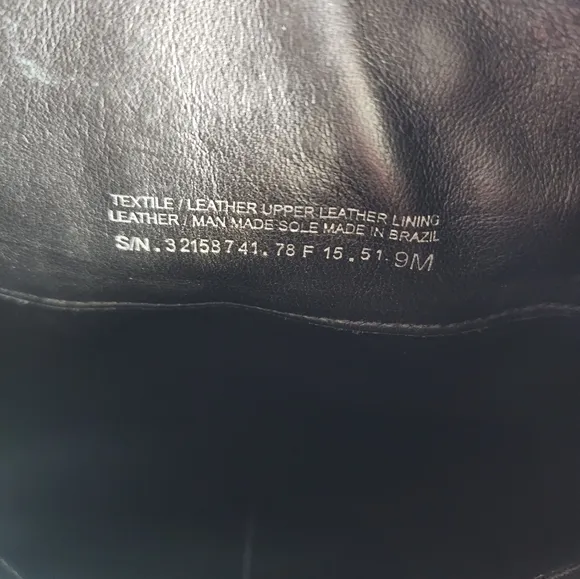 TEXTILE / LEATHER UPPER LEATHER LINING
LEATHER / MAN MADE SOLE MADE IN BRAZIL
S/N . 32158741 . 78 F 15 . 51 . 9M